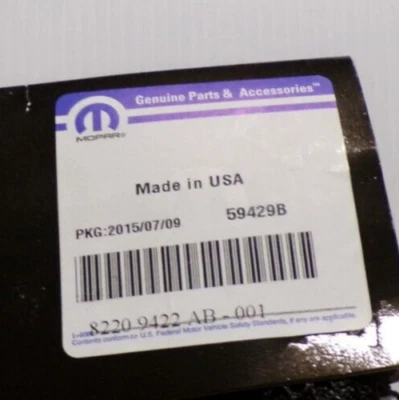 Genuine Parts & Accessories™
MOPAR®
Made in USA
PKG:2015/07/09 59429B
8220 9422 AB - 001
Contents conform to U.S. Federal Motor Vehicle Safety Standards, if any are applicable